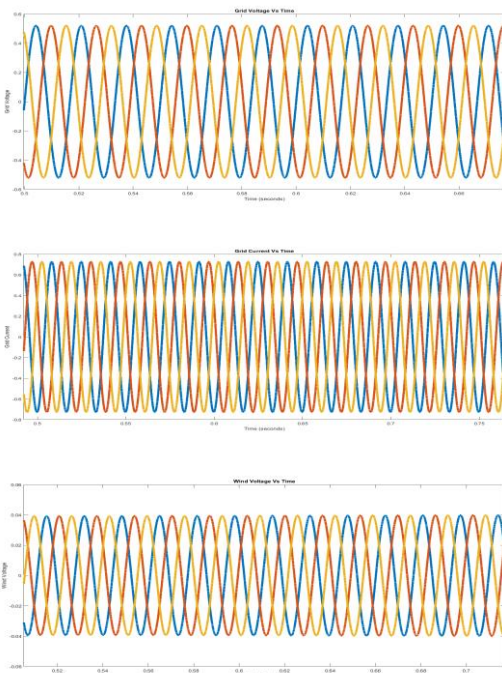 Grid Voltage Vs Time
0.6
0.4
0.2
0
-0.2
-0.4
-0.6
Grid Voltage
0.5 0.52 0.54 0.56 0.58 0.6 0.62 0.64 0.66
Time (seconds)
Grid Current Vs Time
0.8
0.6
0.4
0.2
0
-0.2
-0.4
-0.6
-0.8
Grid Current
0.5 0.55 0.6 0.65 0.7 0.75
Time (seconds)
Wind Voltage Vs Time
0.06
0.04
0.02
0
-0.02
-0.04
-0.06
Wind Voltage
0.52 0.54 0.56 0.58 0.6 0.62 0.64 0.66 0.68 0.7